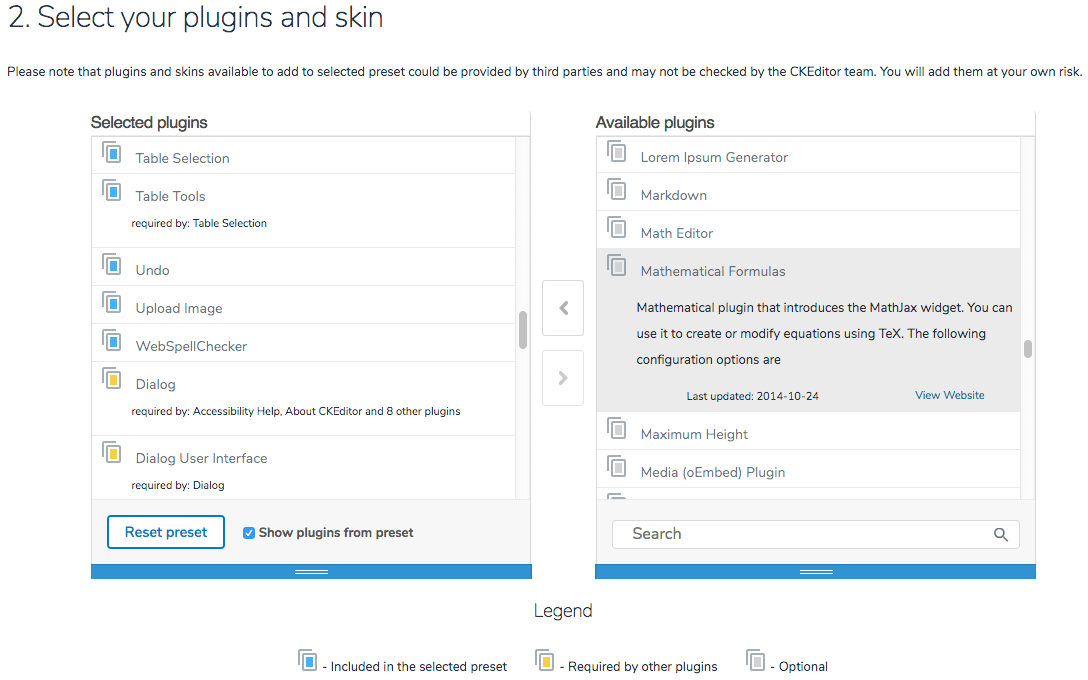 2. Select your plugins and skin
Please note that plugins and skins available to add to selected preset could be provided by third parties and may not be checked by the CKEditor team. You will add them at your own risk.
Selected plugins
Table Selection
Table Tools
required by: Table Selection
Undo
Upload Image
WebSpellChecker
Dialog
required by: Accessibility Help, About CKEditor and 8 other plugins
Dialog User Interface
required by: Dialog
Reset preset
Show plugins from preset
Available plugins
Lorem Ipsum Generator
Markdown
Math Editor
Mathematical Formulas
Mathematical plugin that introduces the MathJax widget. You can
use it to create or modify equations using TeX. The following
configuration options are
Last updated: 2014-10-24
View Website
Maximum Height
Media (oEmbed) Plugin
Search
Legend
- Included in the selected preset
- Required by other plugins
- Optional